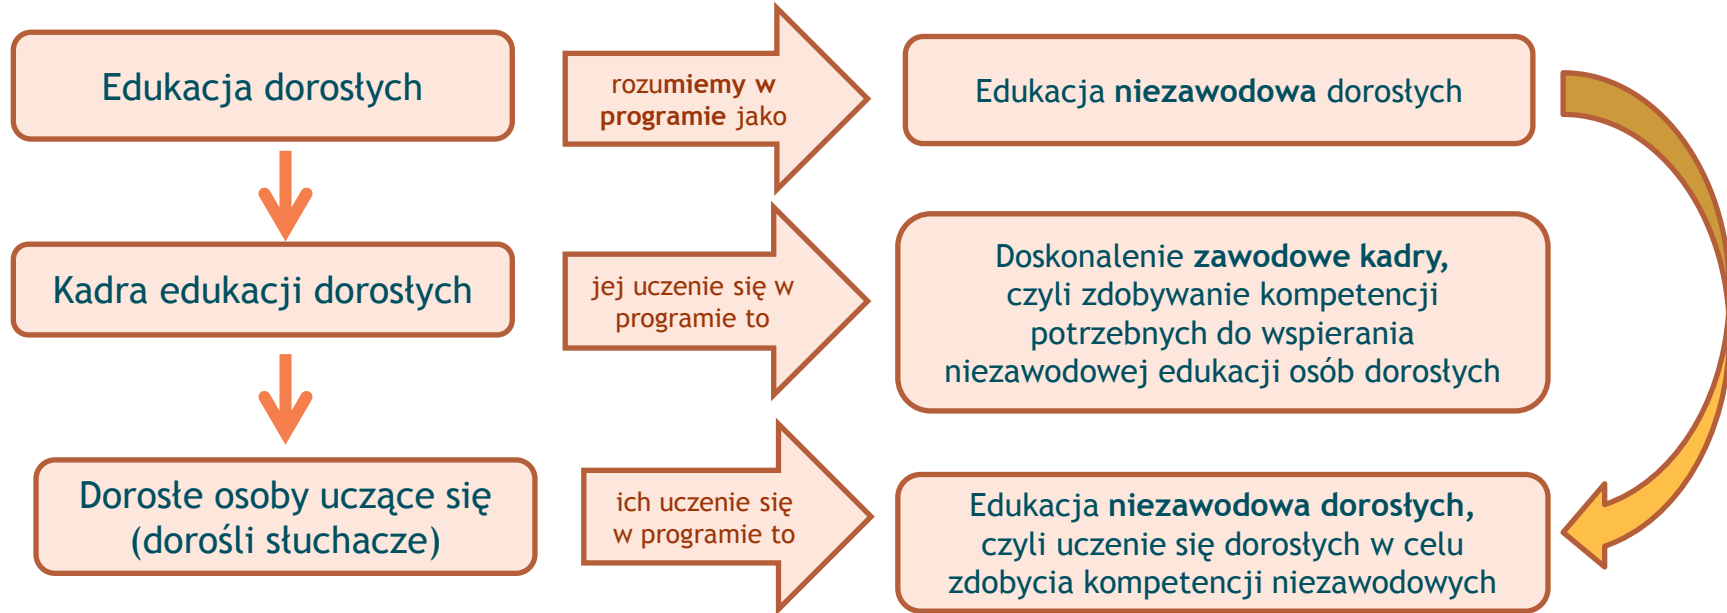 Edukacja dorosłych
rozumiemy w
programie jako
Edukacja niezawodowa dorosłych
Kadra edukacji dorosłych
jej uczenie się w
programie to
Doskonalenie zawodowe kadry,
czyli zdobywanie kompetencji
potrzebnych do wspierania
niezawodowej edukacji osób dorosłych
Dorosłe osoby uczące się
(dorośli słuchacze)
ich uczenie się
w programie to
Edukacja niezawodowa dorosłych,
czyli uczenie się dorosłych w celu
zdobycia kompetencji niezawodowych